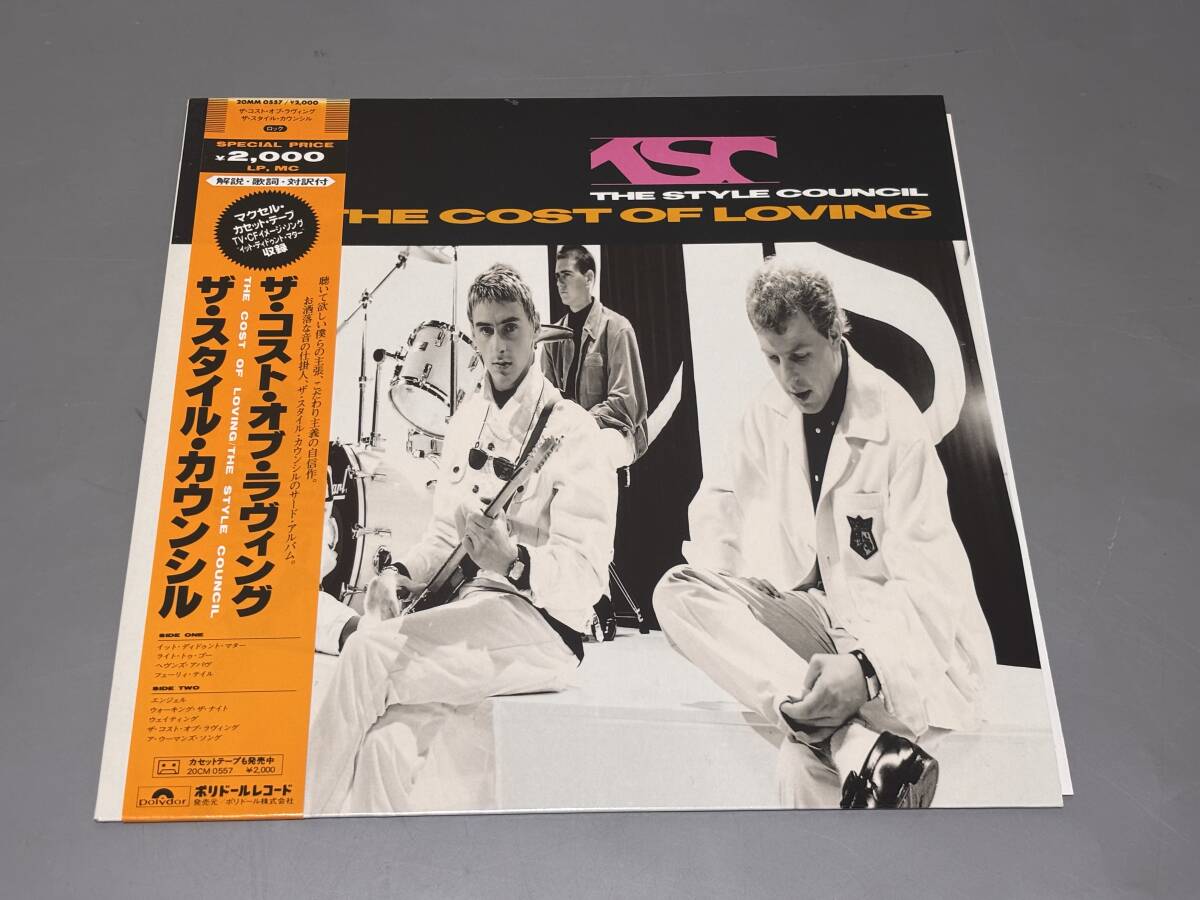 20MM 0557/¥2,000
ザ・コスト・オブ・ラヴィング
ザ・スタイル・カウンシル
ロック
SPECIAL PRICE
¥2,000
LP, MC
解説・歌詞・対訳付
マクセル・
カセット・テープ
TV・CFイメージ・ソング
イット・ディドゥント・マター
収録
聴いて欲しい僕らの主張、こだわり主義の自信作。
お洒落な音の仕掛人、ザ・スタイル・カウンシルのサード・アルバム。
ザ・コスト・オブ・ラヴィング
THE COST OF LOVING/THE STYLE COUNCIL
ザ・スタイル・カウンシル
SIDE ONE
イット・ディドゥント・マター
ライト・トゥ・ゴー
ヘヴンズ・アバヴ
フェーリィ・テイル
SIDE TWO
エンジェル
ウォーキング・ザ・ナイト
ウェイティング
ザ・コスト・オブ・ラヴィング
ア・ウーマンズ・ソング
カセットテープも発売中
20CM 0557 ¥2,000
polydor
ポリドールレコード
発売元/ポリドール株式会社
TSC
THE STYLE COUNCIL
THE COST OF LOVING